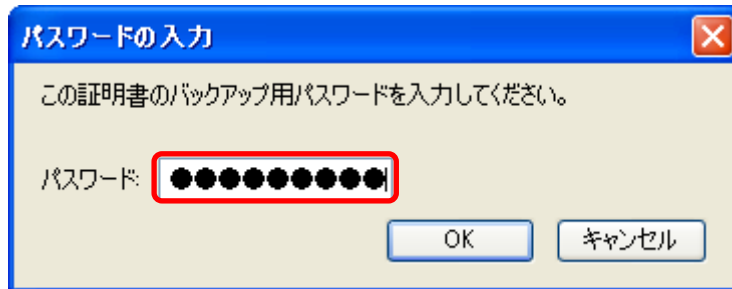 パスワードの入力
この証明書のバックアップ用パスワードを入力してください。
パスワード: ●●●●●●●●●
OK キャンセル